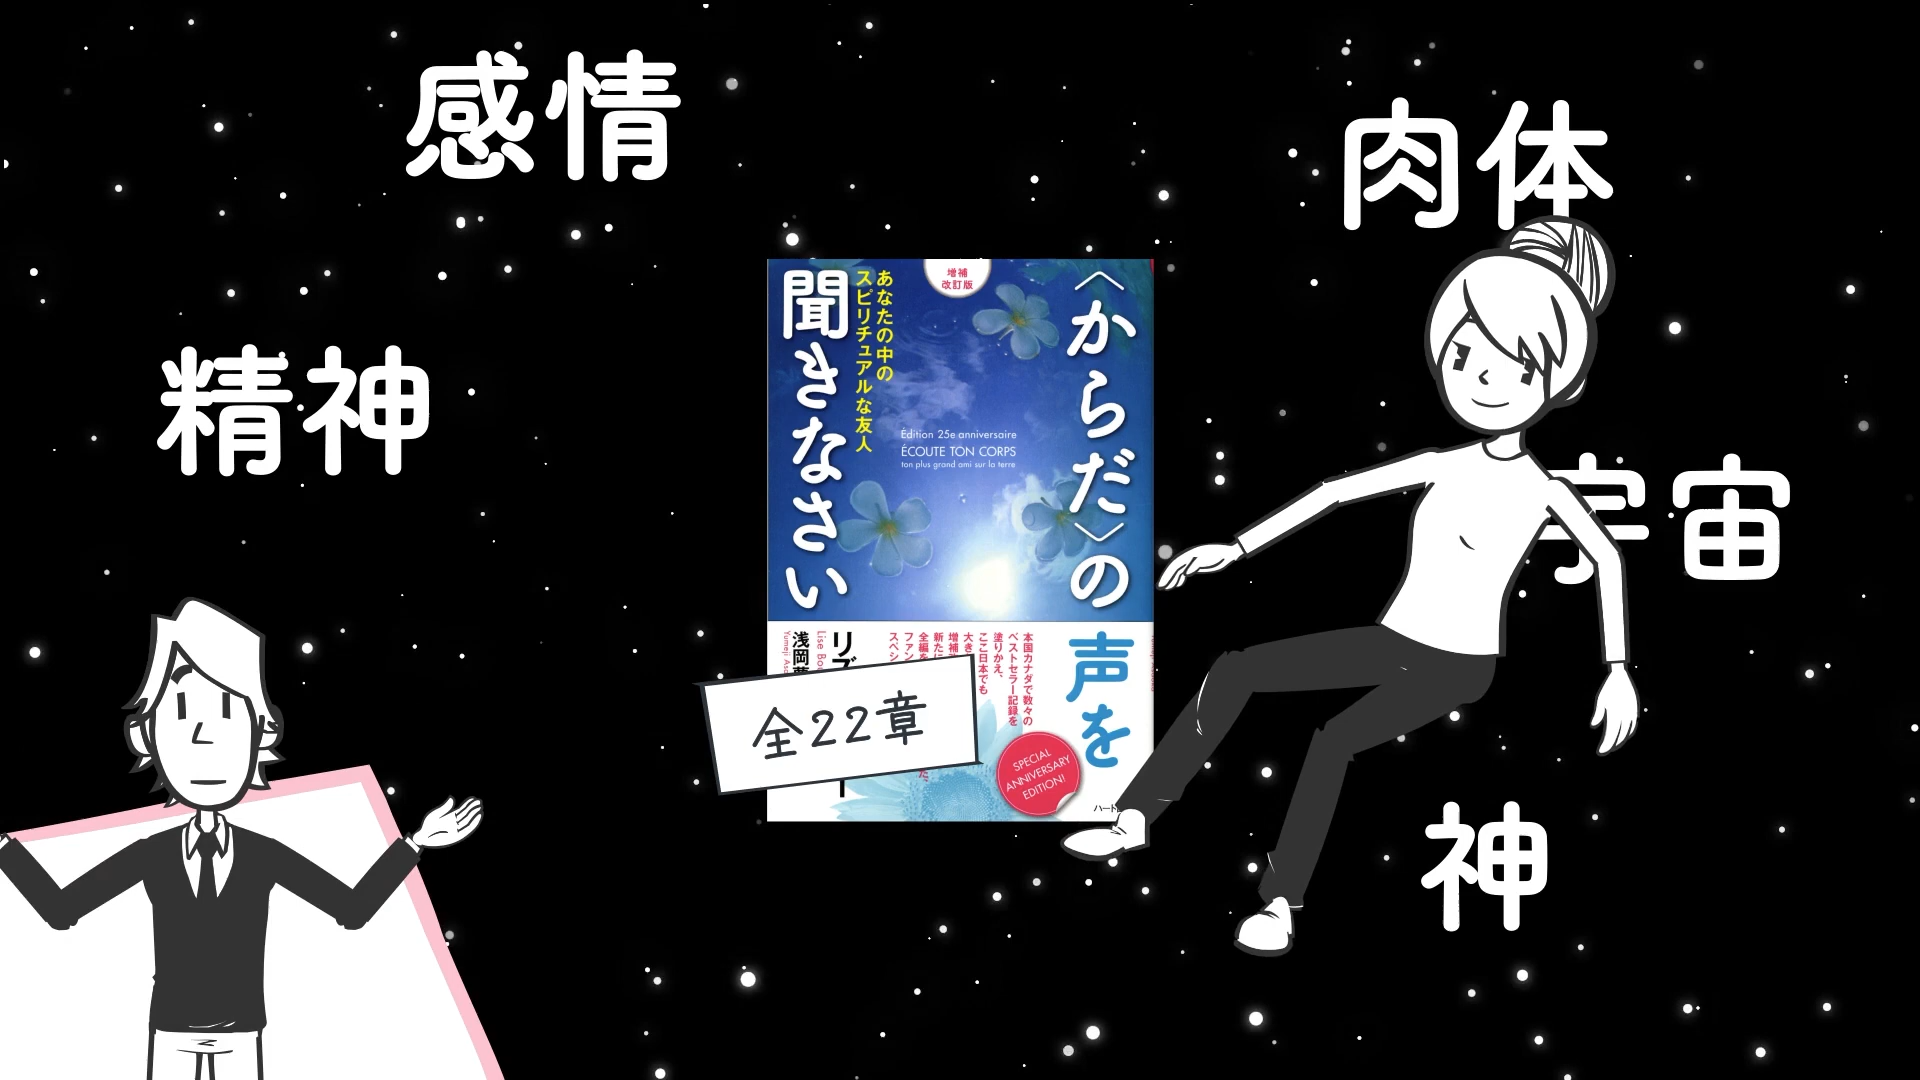 感情
肉体
精神
宇宙
神
増補
改訂版
〈からだ〉の声を
聞きなさい
あなたの中の
スピリチュアルな友人
Édition 25e anniversaire
ÉCOUTE TON CORPS
ton plus grand ami sur la terre
本国カナダで数々の
ベストセラー記録を
塗りかえ、
ここ日本でも
SPECIAL
ANNIVERSARY
EDITION!
全22章